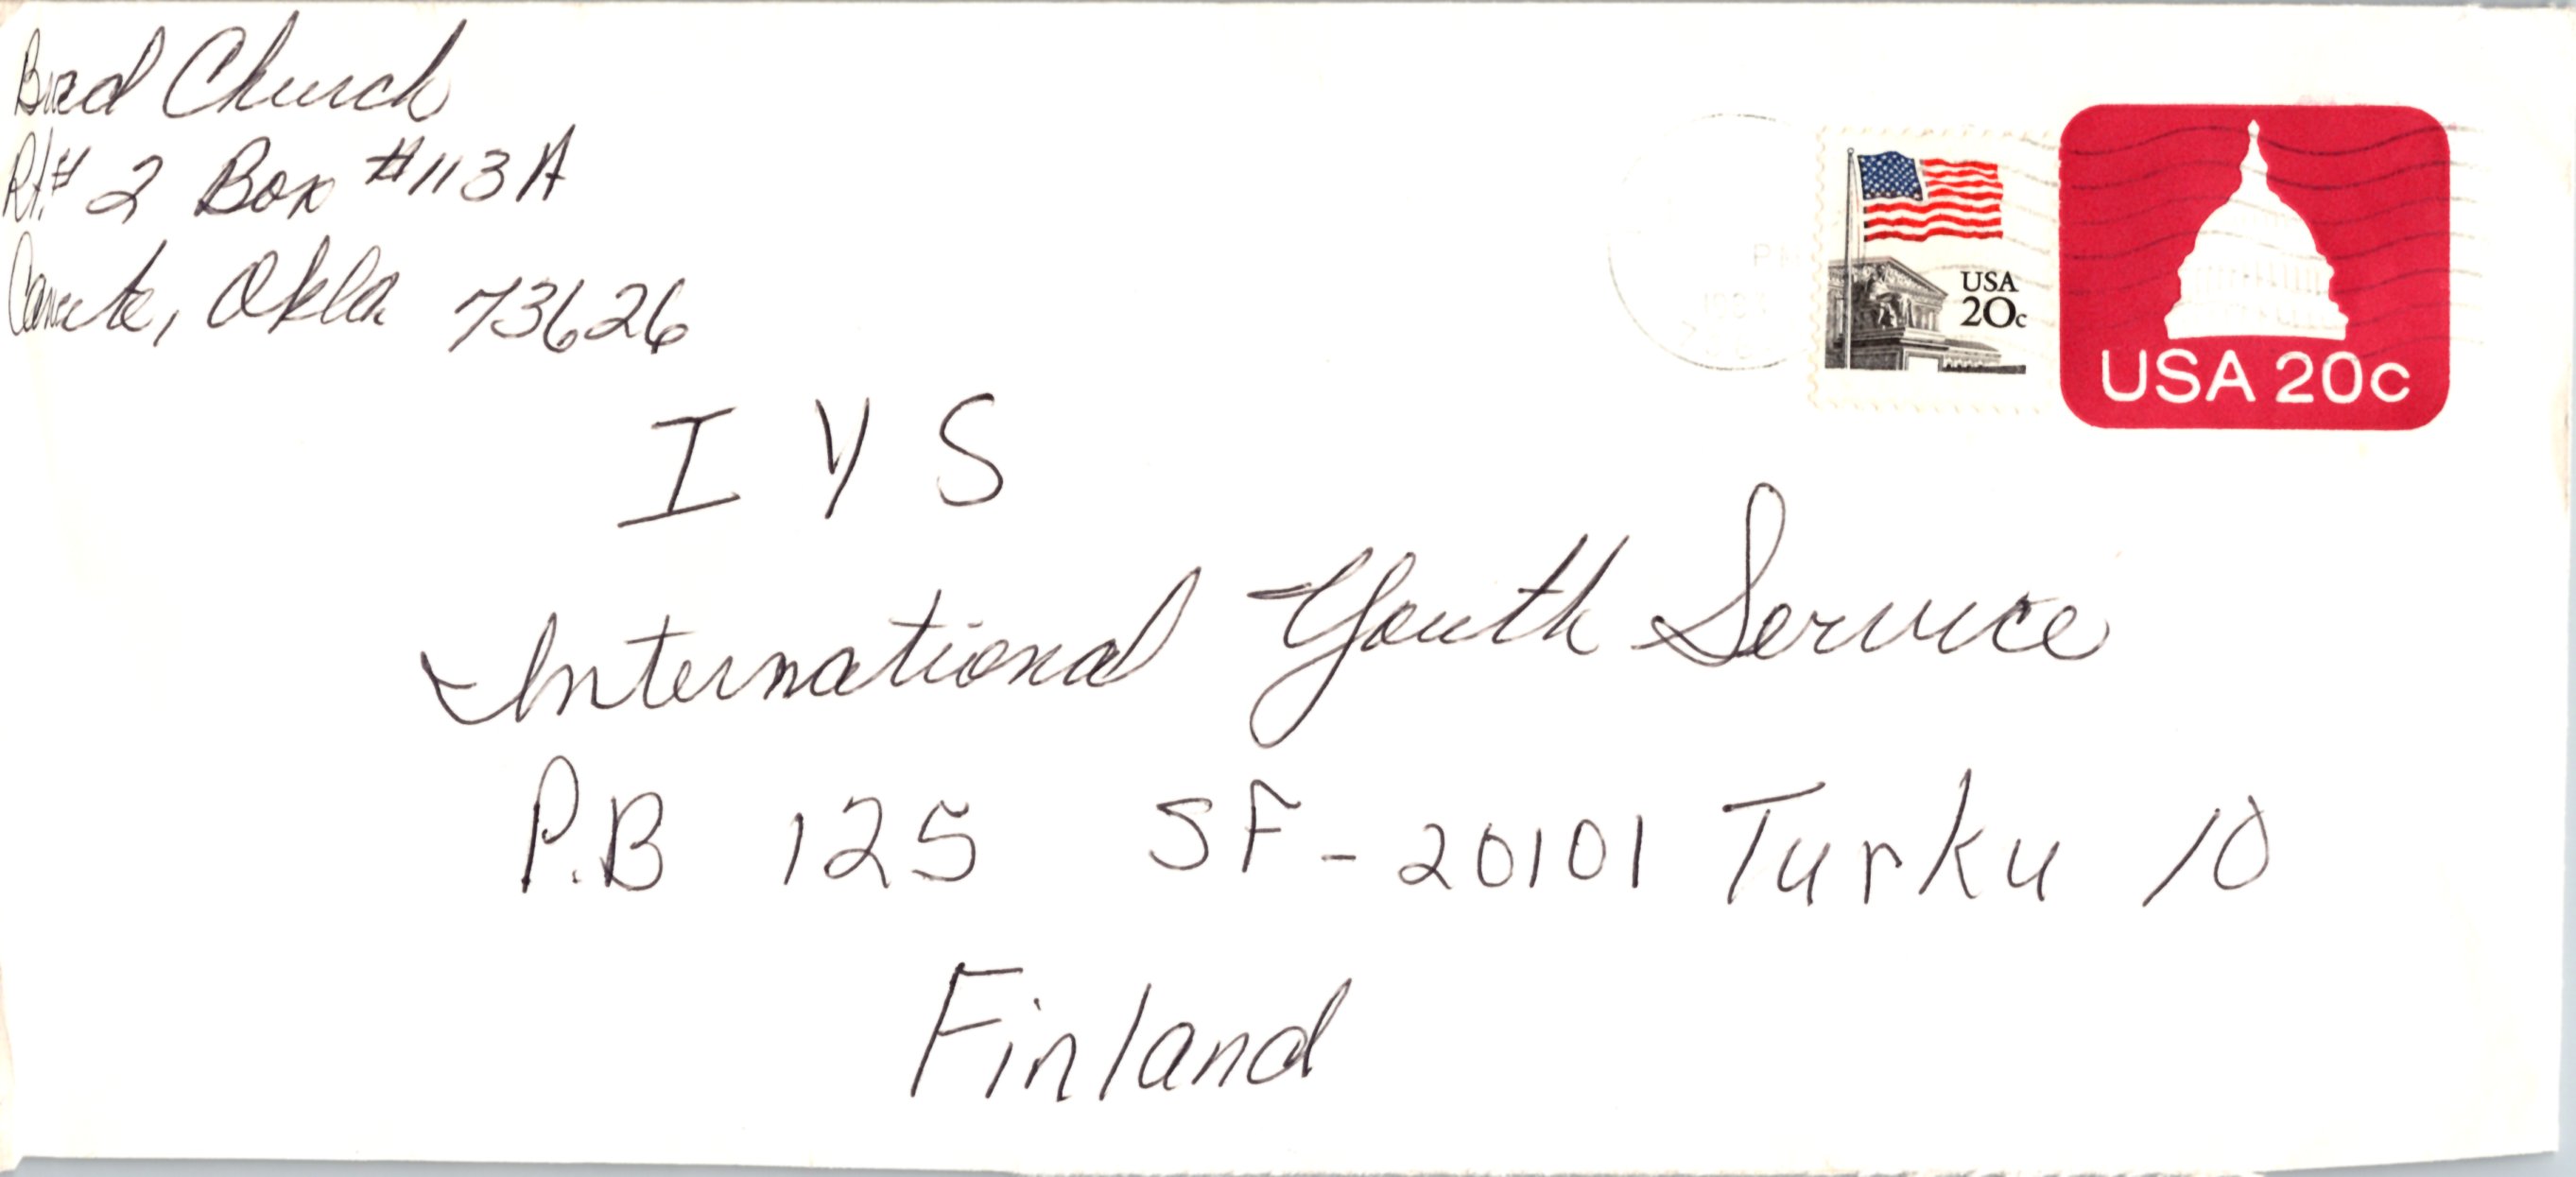 Brad Church
Rt.# 2 Box #113A
Canute, Okla. 73626
USA
20c
USA 20c
I Y S
International Youth Service
P.B 125 SF-20101 Turku 10
Finland